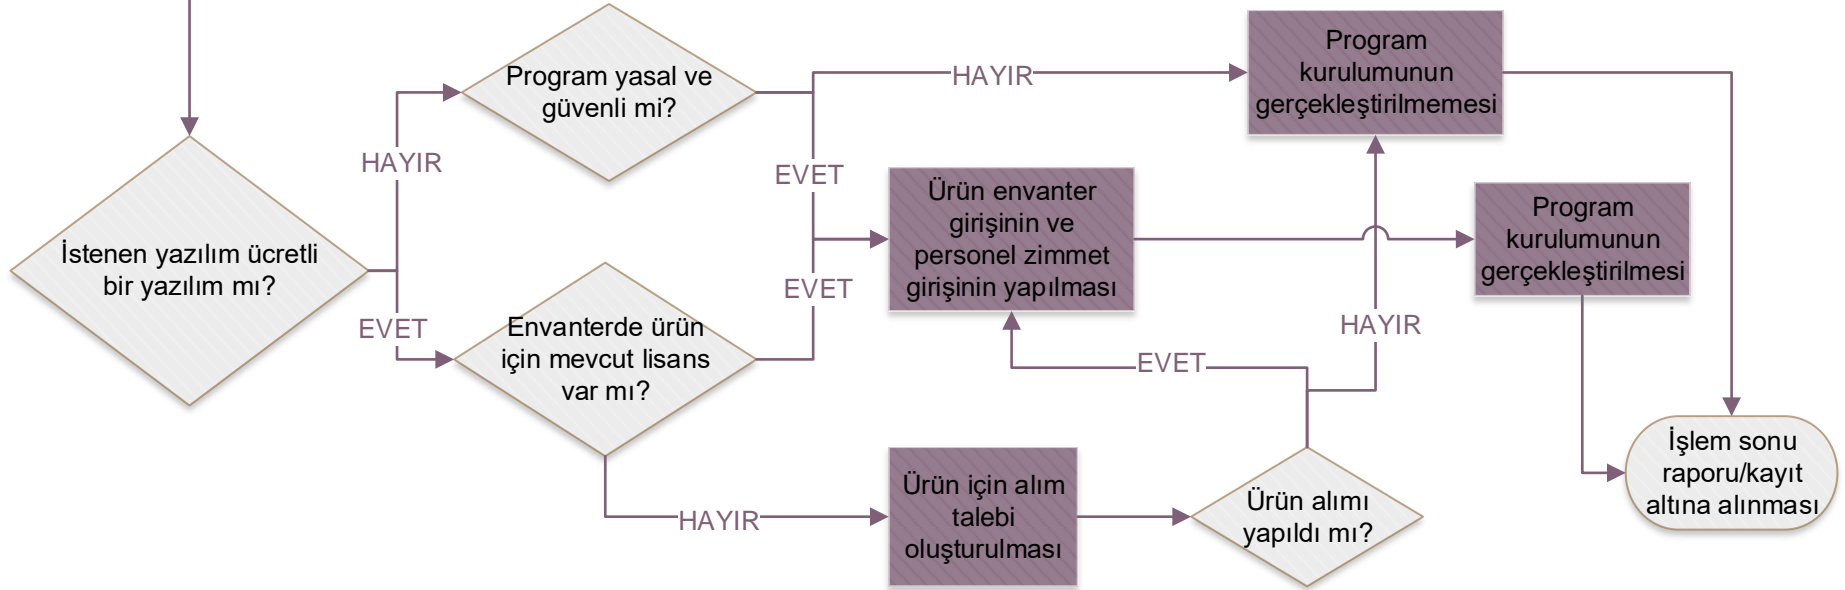 İstenen yazılım ücretli
bir yazılım mı?
HAYIR
EVET
Program yasal ve
güvenli mi?
HAYIR
EVET
Envanterde ürün
için mevcut lisans
var mı?
EVET
HAYIR
Ürün envanter
girişinin ve
personel zimmet
girişinin yapılması
Ürün için alım
talebi
oluşturulması
Ürün alımı
yapıldı mı?
EVET
HAYIR
Program
kurulumunun
gerçekleştirilmemesi
Program
kurulumunun
gerçekleştirilmesi
İşlem sonu
raporu/kayıt
altına alınması